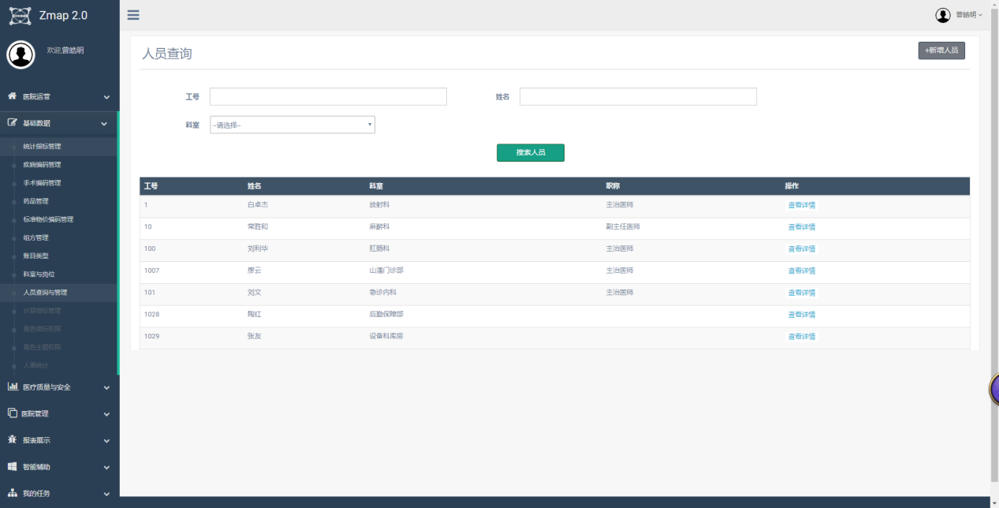 Zmap 2.0
曾皓明
欢迎,曾皓明
医院运营
基础数据
统计指标管理
疾病编码管理
手术编码管理
药品管理
标准物价编码管理
组方管理
账目类型
科室与岗位
人员查询与管理
计算指标管理
角色指标权限
角色主题权限
人事统计
医疗质量与安全
医院管理
报表展示
智能辅助
我的任务
人员查询
+新增人员
工号
姓名
科室
--请选择--
搜索人员
工号 姓名 科室 职称 操作
1 白卓杰 放射科 主治医师 查看详情
10 常胜和 麻醉科 副主任医师 查看详情
100 刘利华 肛肠科 主治医师 查看详情
1007 廖云 山潘门诊部 主治医师 查看详情
101 刘文 急诊内科 主治医师 查看详情
1028 陶红 后勤保障部 查看详情
1029 张友 设备科库房 查看详情